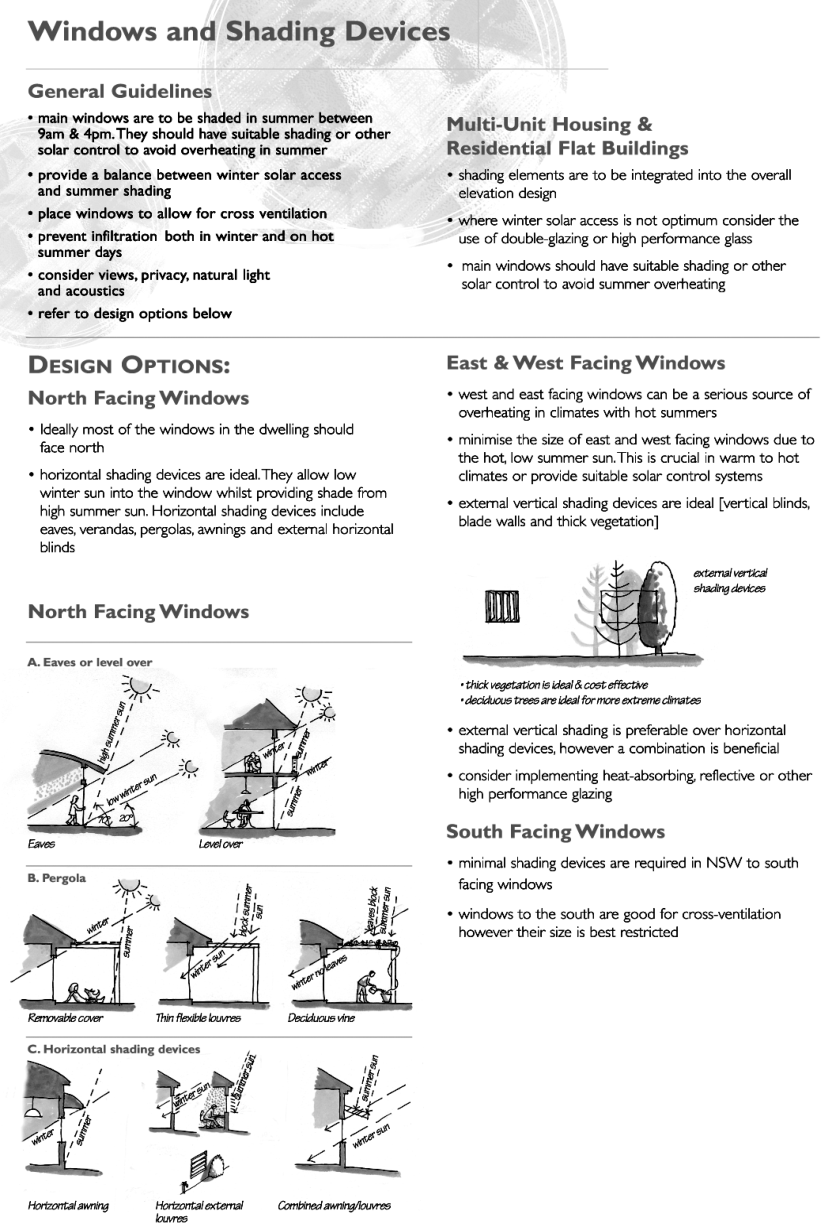 Windows and Shading Devices
General Guidelines
• main windows are to be shaded in summer between
9am & 4pm. They should have suitable shading or other
solar control to avoid overheating in summer
• provide a balance between winter solar access
and summer shading
• place windows to allow for cross ventilation
• prevent infiltration both in winter and on hot
summer days
• consider views, privacy, natural light
and acoustics
• refer to design options below
Multi-Unit Housing &
Residential Flat Buildings
• shading elements are to be integrated into the overall
elevation design
• where winter solar access is not optimum consider the
use of double-glazing or high performance glass
• main windows should have suitable shading or other
solar control to avoid summer overheating
DESIGN OPTIONS:
North Facing Windows
• Ideally most of the windows in the dwelling should
face north
• horizontal shading devices are ideal. They allow low
winter sun into the window whilst providing shade from
high summer sun. Horizontal shading devices include
eaves, verandas, pergolas, awnings and external horizontal
blinds
North Facing Windows
A. Eaves or level over
high summer sun
low winter sun
70°
20°
Eaves
winter
summer
winter
summer
Level over
B. Pergola
winter
summer
Removable cover
block summer
sun
winter sun
Thin flexible louvres
leaves block
summer sun
winter no leaves
Deciduous vine
C. Horizontal shading devices
winter
summer
Horizontal awning
winter sun
summer sun
Horizontal external
louvres
summer sun
winter sun
Combined awning/louvres
East & West Facing Windows
• west and east facing windows can be a serious source of
overheating in climates with hot summers
• minimise the size of east and west facing windows due to
the hot, low summer sun. This is crucial in warm to hot
climates or provide suitable solar control systems
• external vertical shading devices are ideal [vertical blinds,
blade walls and thick vegetation]
external vertical
shading devices
• thick vegetation is ideal & cost effective
• deciduous trees are ideal for more extreme climates
• external vertical shading is preferable over horizontal
shading devices, however a combination is beneficial
• consider implementing heat-absorbing, reflective or other
high performance glazing
South Facing Windows
• minimal shading devices are required in NSW to south
facing windows
• windows to the south are good for cross-ventilation
however their size is best restricted